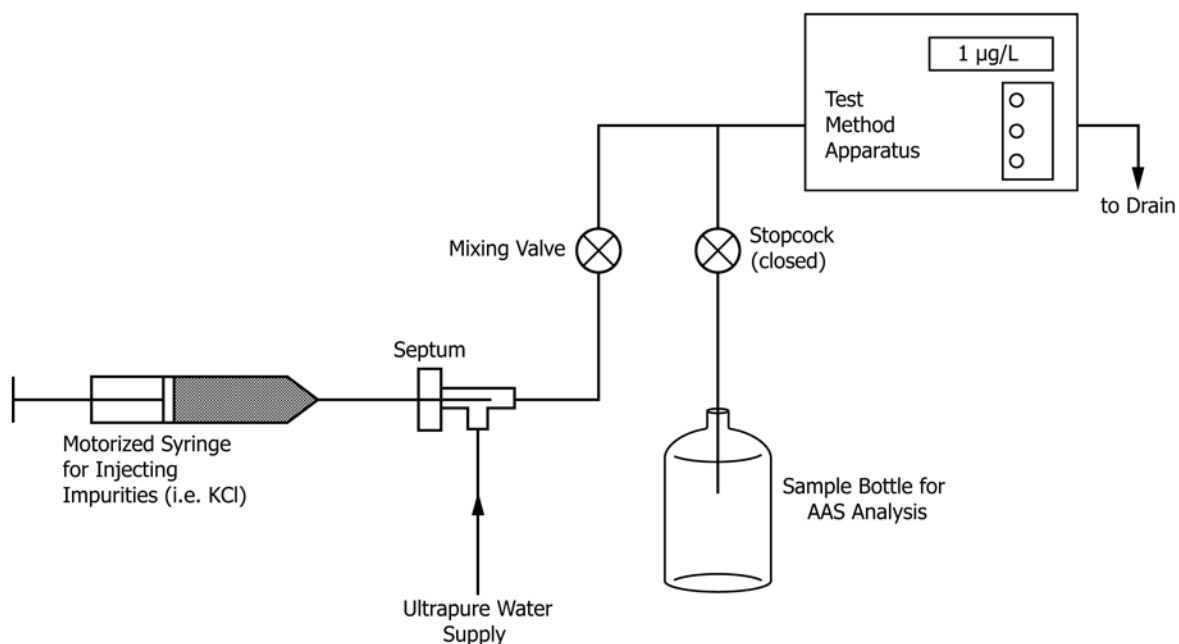 1 µg/L
Test
Method
Apparatus
to Drain
Mixing Valve
Stopcock
(closed)
Septum
Motorized Syringe
for Injecting
Impurities (i.e. KCl)
Sample Bottle for
AAS Analysis
Ultrapure Water
Supply